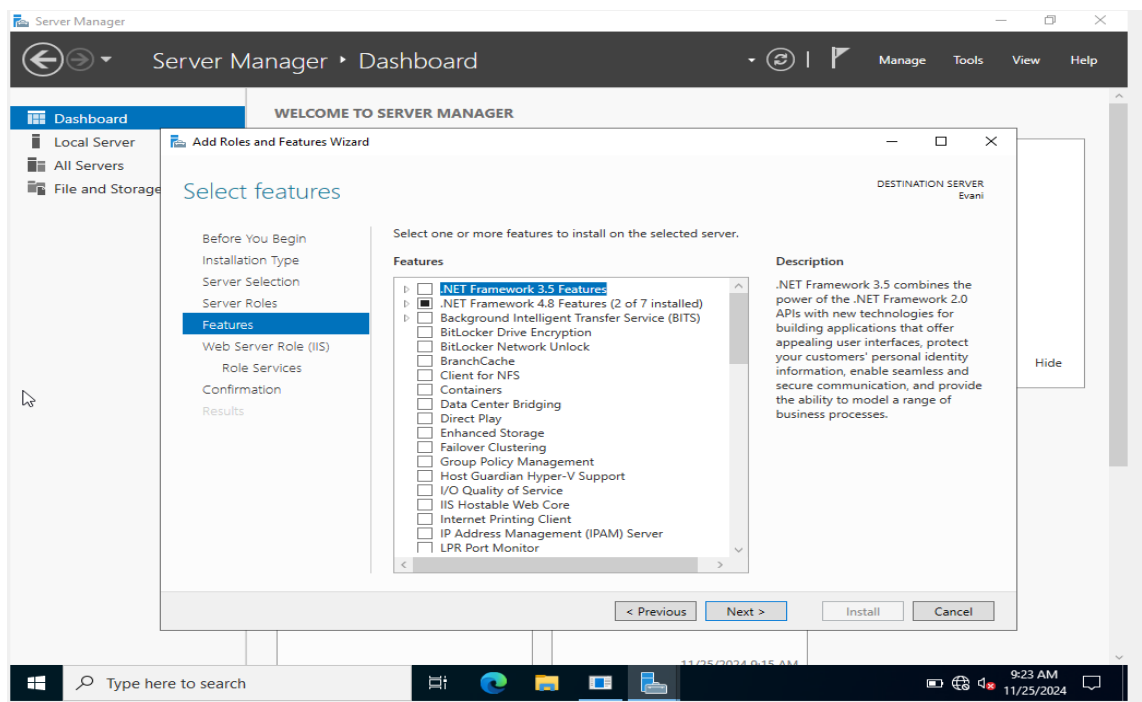 Server Manager
Server Manager • Dashboard
Manage Tools View Help
Dashboard
Local Server
All Servers
File and Storage
WELCOME TO SERVER MANAGER
Add Roles and Features Wizard
Select features
DESTINATION SERVER
Evani
Before You Begin
Installation Type
Server Selection
Server Roles
Features
Web Server Role (IIS)
Role Services
Confirmation
Results
Select one or more features to install on the selected server.
Features
.NET Framework 3.5 Features
.NET Framework 4.8 Features (2 of 7 installed)
Background Intelligent Transfer Service (BITS)
BitLocker Drive Encryption
BitLocker Network Unlock
BranchCache
Client for NFS
Containers
Data Center Bridging
Direct Play
Enhanced Storage
Failover Clustering
Group Policy Management
Host Guardian Hyper-V Support
I/O Quality of Service
IIS Hostable Web Core
Internet Printing Client
IP Address Management (IPAM) Server
LPR Port Monitor
Description
.NET Framework 3.5 combines the
power of the .NET Framework 2.0
APIs with new technologies for
building applications that offer
appealing user interfaces, protect
your customers' personal identity
information, enable seamless and
secure communication, and provide
the ability to model a range of
business processes.
Hide
< Previous Next > Install Cancel
11/25/2024 9:15 AM
Type here to search
9:23 AM
11/25/2024